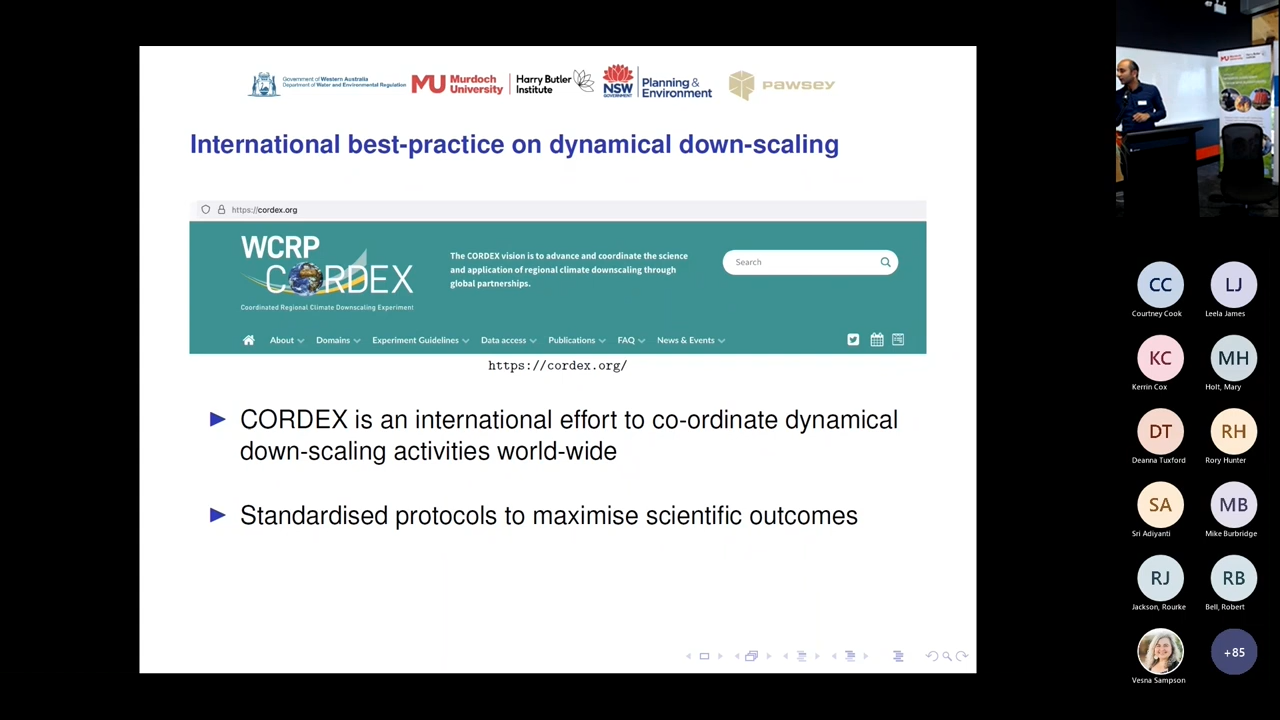 Government of Western Australia
Department of Water and Environmental Regulation
MU Murdoch University
Harry Butler Institute
NSW GOVERNMENT
Planning & Environment
PAWSEY
International best-practice on dynamical down-scaling
https://cordex.org
WCRP
CORDEX
Coordinated Regional Climate Downscaling Experiment
The CORDEX vision is to advance and coordinate the science
and application of regional climate downscaling through
global partnerships.
Search
About
Domains
Experiment Guidelines
Data access
Publications
FAQ
News & Events
https://cordex.org/
CORDEX is an international effort to co-ordinate dynamical
down-scaling activities world-wide
Standardised protocols to maximise scientific outcomes
CC
Courtney Cook
LJ
Leela James
KC
Kerrin Cox
MH
Holt, Mary
DT
Deanna Tuxford
RH
Rory Hunter
SA
Sri Adiyanti
MB
Mike Burbridge
RJ
Jackson, Rourke
RB
Bell, Robert
Vesna Sampson
+85